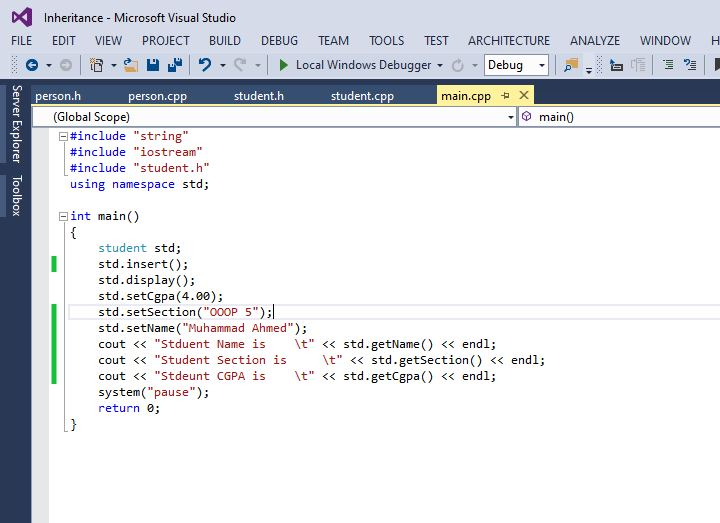 Inheritance - Microsoft Visual Studio
FILE EDIT VIEW PROJECT BUILD DEBUG TEAM TOOLS TEST ARCHITECTURE ANALYZE WINDOW
Local Windows Debugger Debug
person.h person.cpp student.h student.cpp main.cpp
(Global Scope) main()
Server Explorer
Toolbox
#include "string"
#include "iostream"
#include "student.h"
using namespace std;
int main()
{
student std;
std.insert();
std.display();
std.setCgpa(4.00);
std.setSection("OOOP 5");
std.setName("Muhammad Ahmed");
cout << "Stduent Name is \t" << std.getName() << endl;
cout << "Student Section is \t" << std.getSection() << endl;
cout << "Stdeunt CGPA is \t" << std.getCgpa() << endl;
system("pause");
return 0;
}